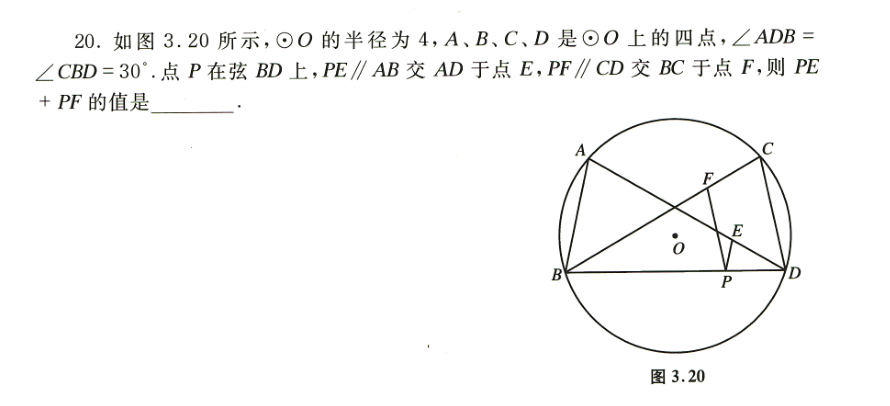 20. 如图 3.20 所示,⊙O 的半径为 4,A、B、C、D 是⊙O 上的四点,∠ADB =
∠CBD = 30°.点 P 在弦 BD 上,PE∥AB 交 AD 于点 E,PF∥CD 交 BC 于点 F,则 PE
+ PF 的值是________.
A
C
F
E
O
B
P
D
图 3.20